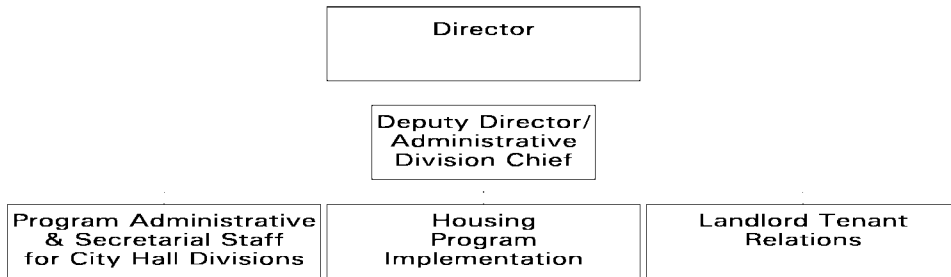 Director
Deputy Director/
Administrative
Division Chief
Program Administrative
& Secretarial Staff
for City Hall Divisions
Housing
Program
Implementation
Landlord Tenant
Relations